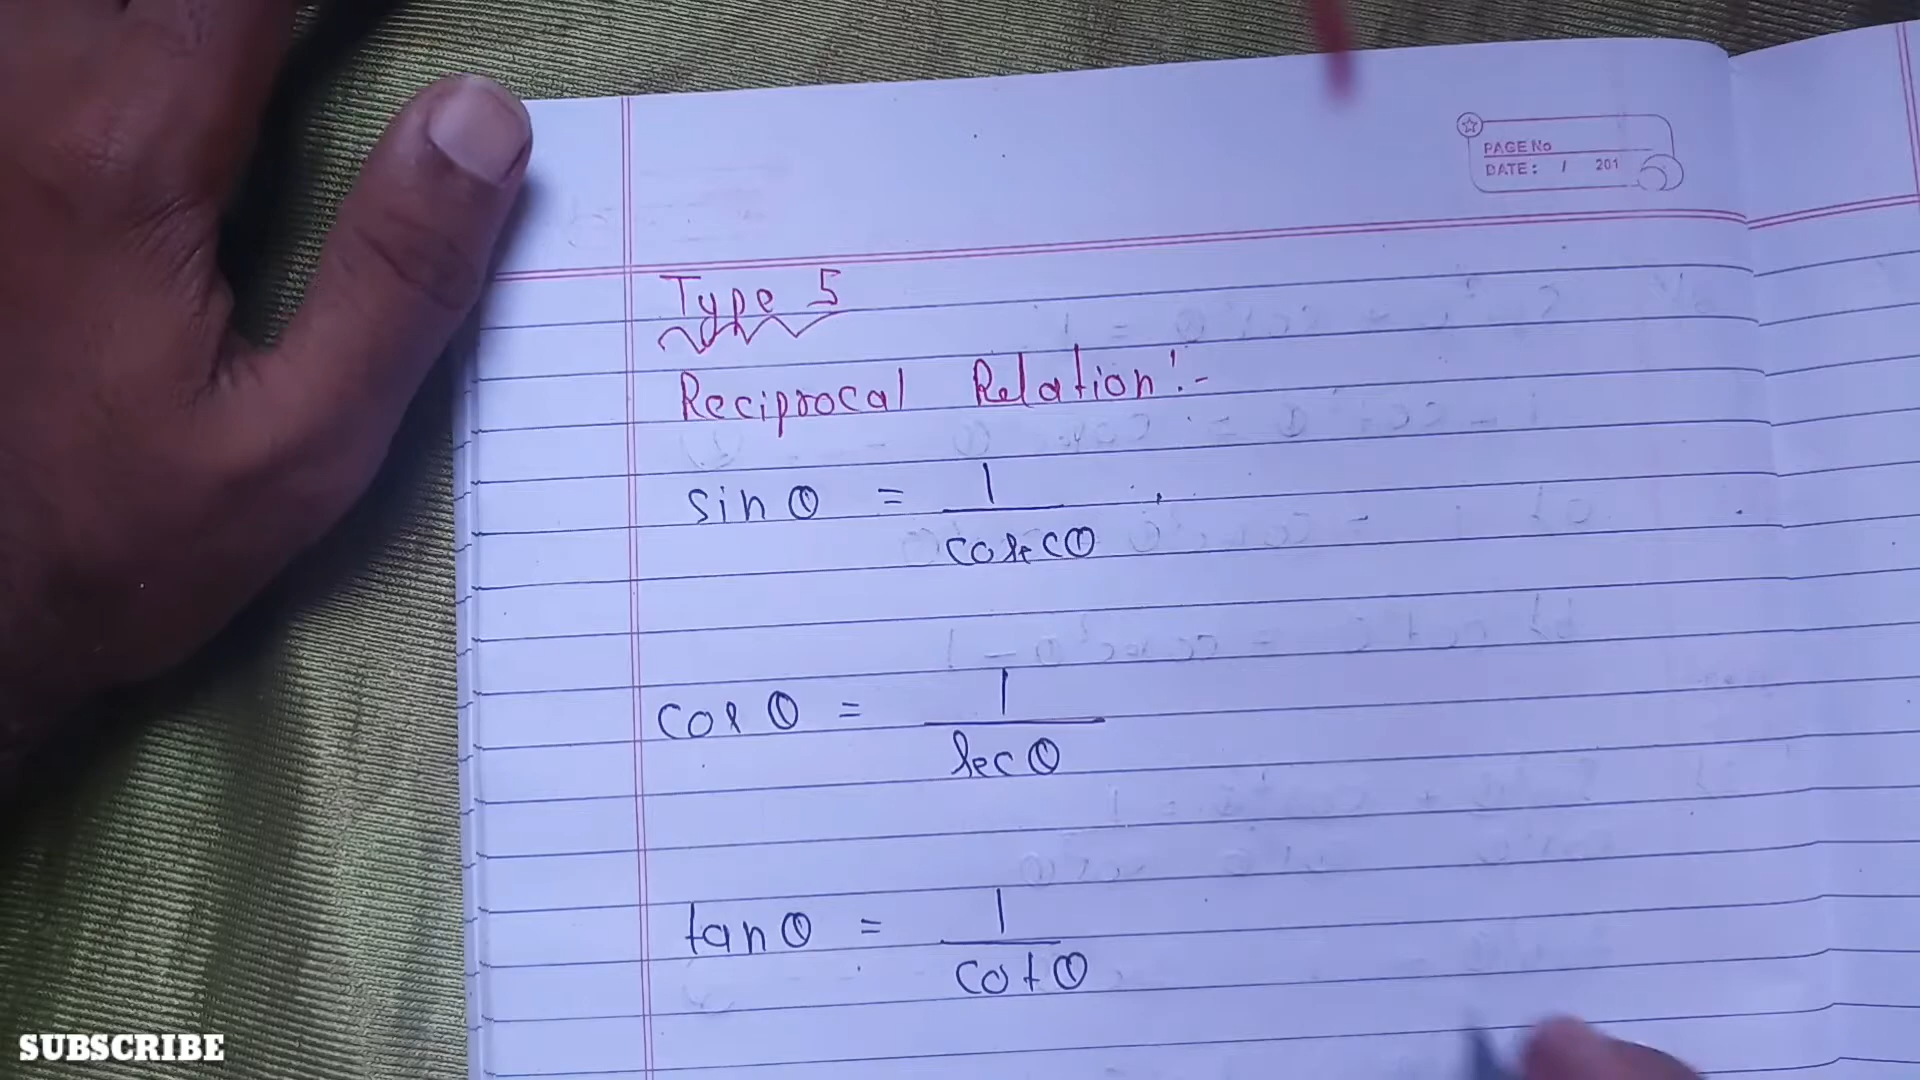 PAGE No
DATE: / 201
Type 5
Reciprocal Relation :-
sin θ = 1 / cosec θ
cos θ = 1 / sec θ
tan θ = 1 / cot θ
SUBSCRIBE